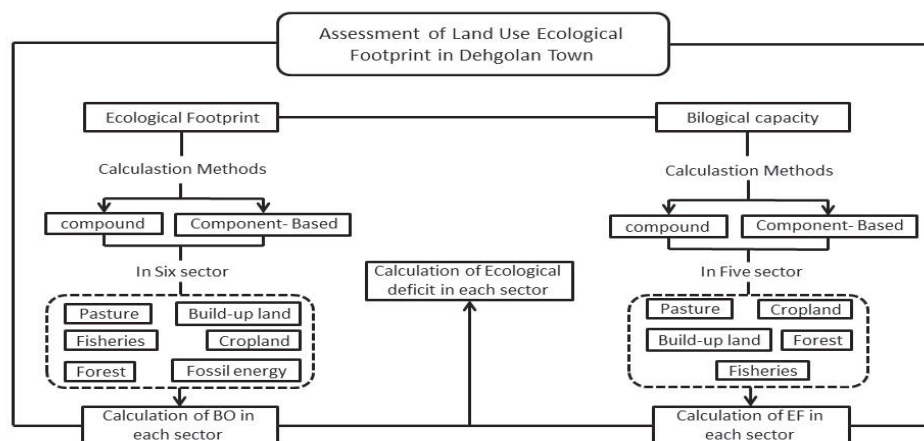 Assessment of Land Use Ecological
Footprint in Dehgolan Town
Ecological Footprint
Bilogical capacity
Calculastion Methods
Calculastion Methods
compound
Component- Based
compound
Component- Based
In Six sector
Calculation of Ecological
deficit in each sector
In Five sector
Pasture
Build-up land
Fisheries
Cropland
Forest
Fossil energy
Pasture
Cropland
Build-up land
Forest
Fisheries
Calculation of BO in
each sector
Calculation of EF in
each sector